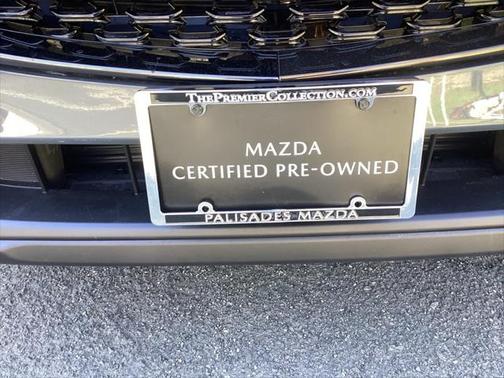 ThePremierCollection.com
MAZDA
CERTIFIED PRE-OWNED
PALISADES MAZDA